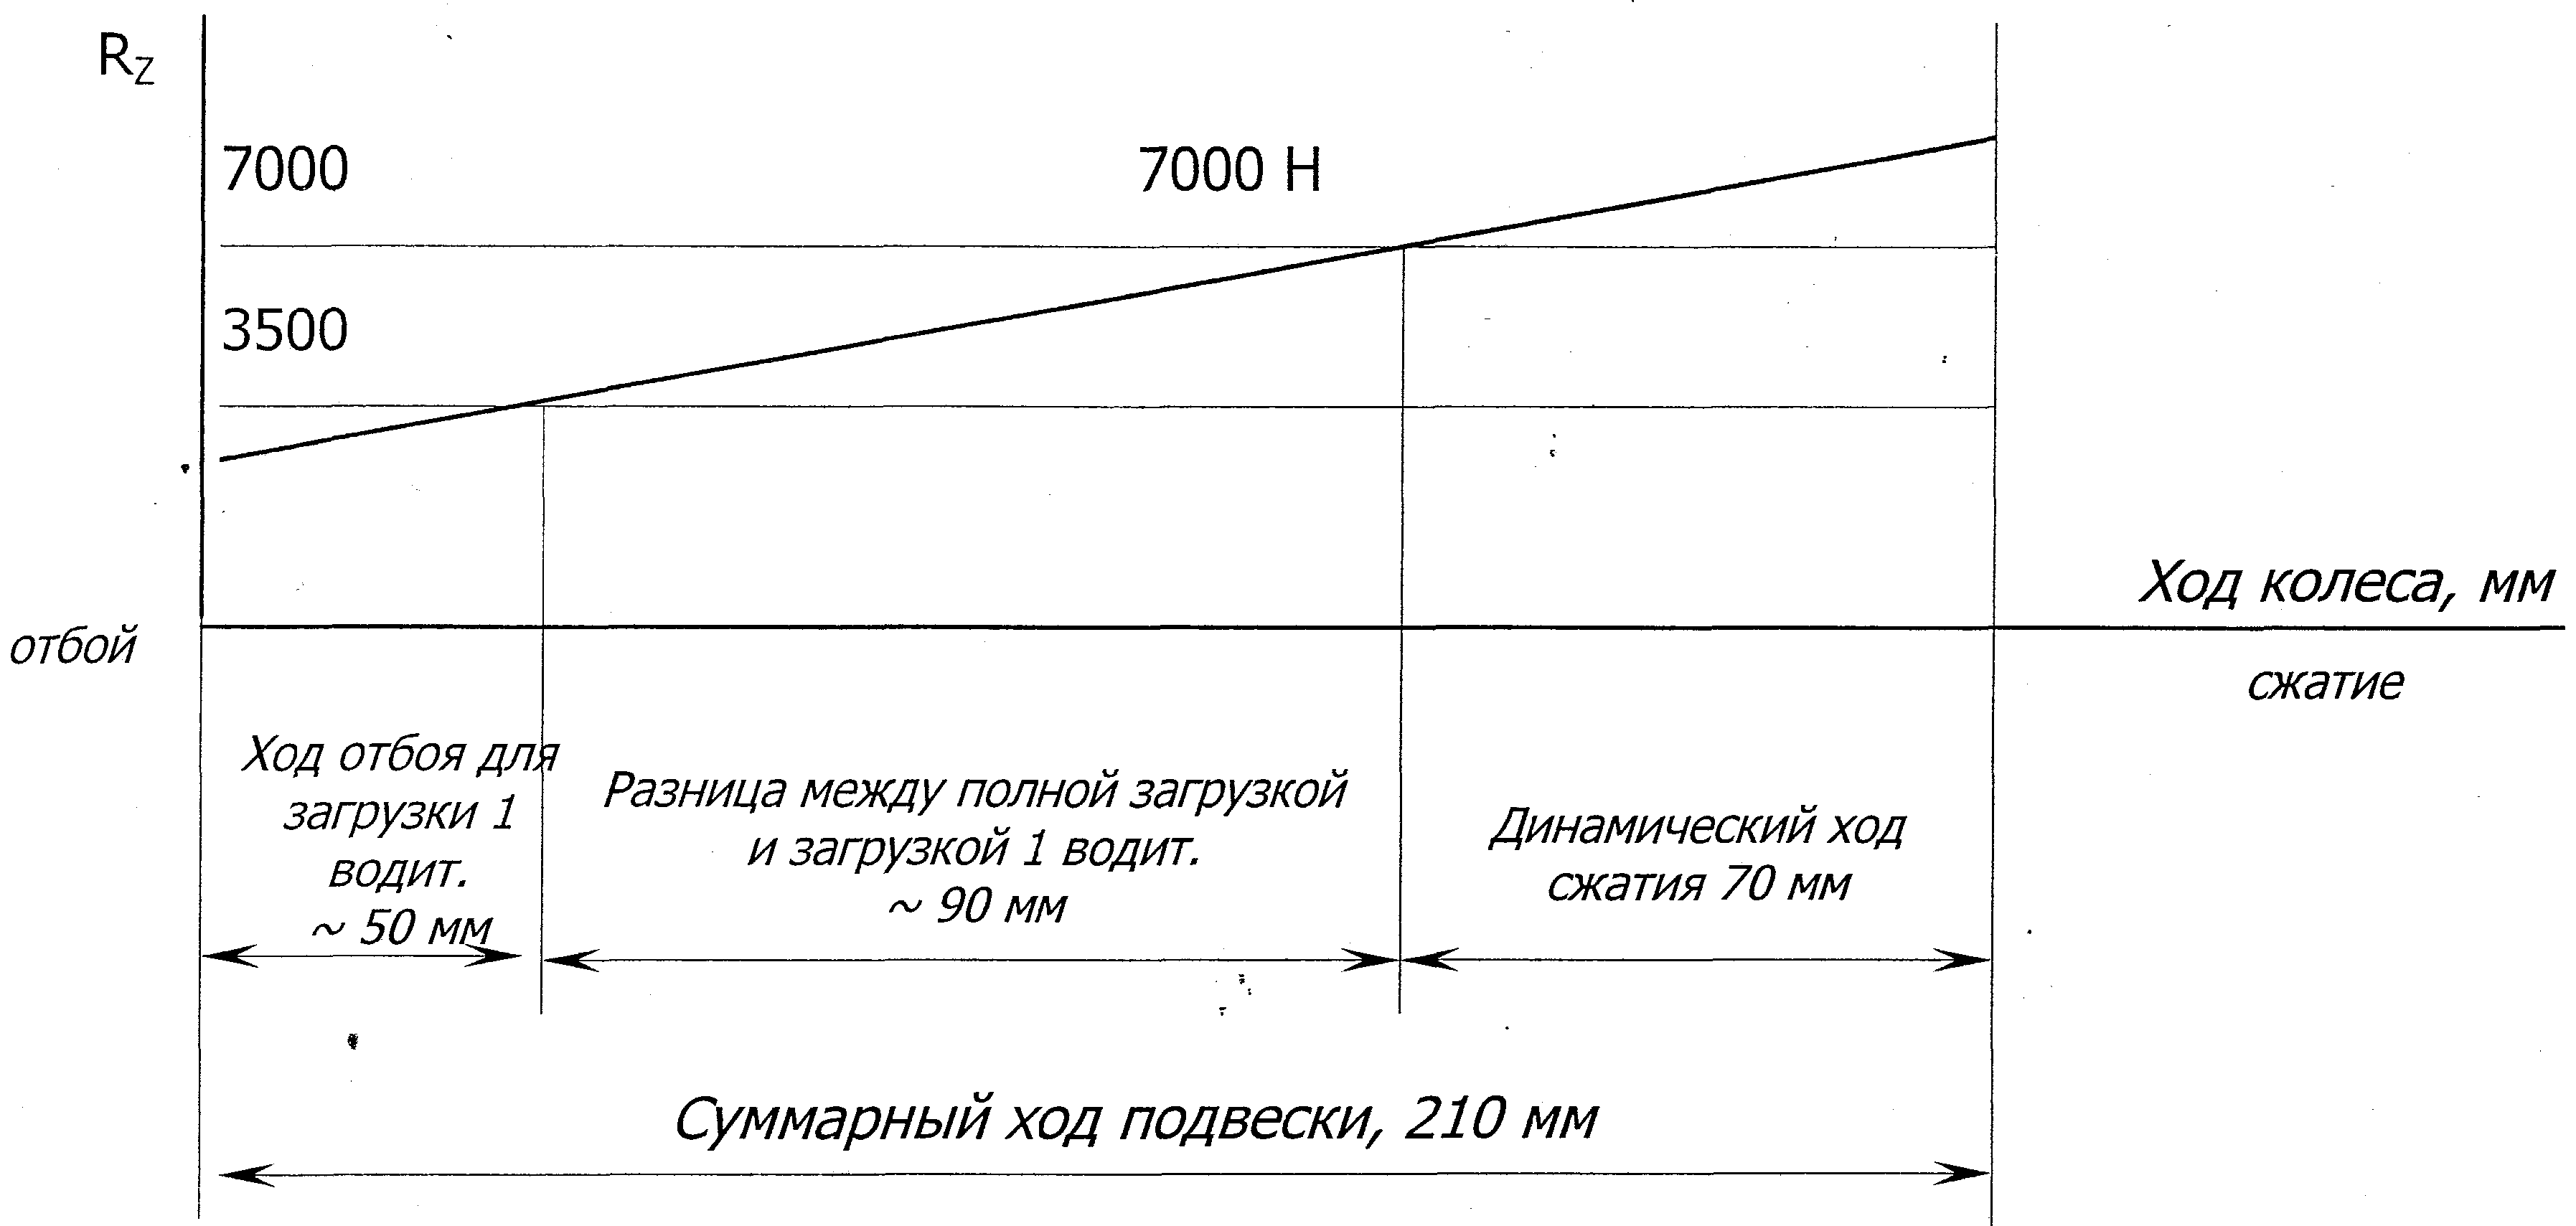 R_Z
7000
7000 Н
3500
Ход колеса, мм
отбой
сжатие
Ход отбоя для
загрузки 1
водит.
~ 50 мм
Разница между полной загрузкой
и загрузкой 1 водит.
~ 90 мм
Динамический ход
сжатия 70 мм
Суммарный ход подвески, 210 мм